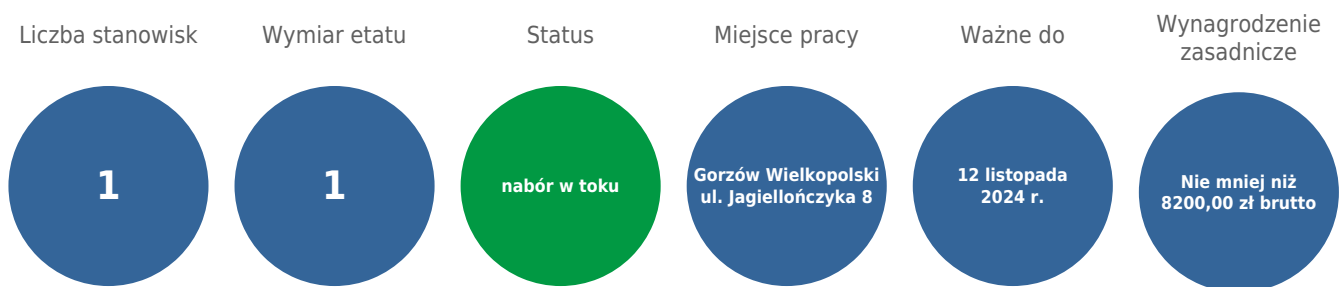 Liczba stanowisk
1
Wymiar etatu
1
Status
nabór w toku
Miejsce pracy
Gorzów Wielkopolski
ul. Jagiellończyka 8
Ważne do
12 listopada
2024 r.
Wynagrodzenie
zasadnicze
Nie mniej niż
8200,00 zł brutto